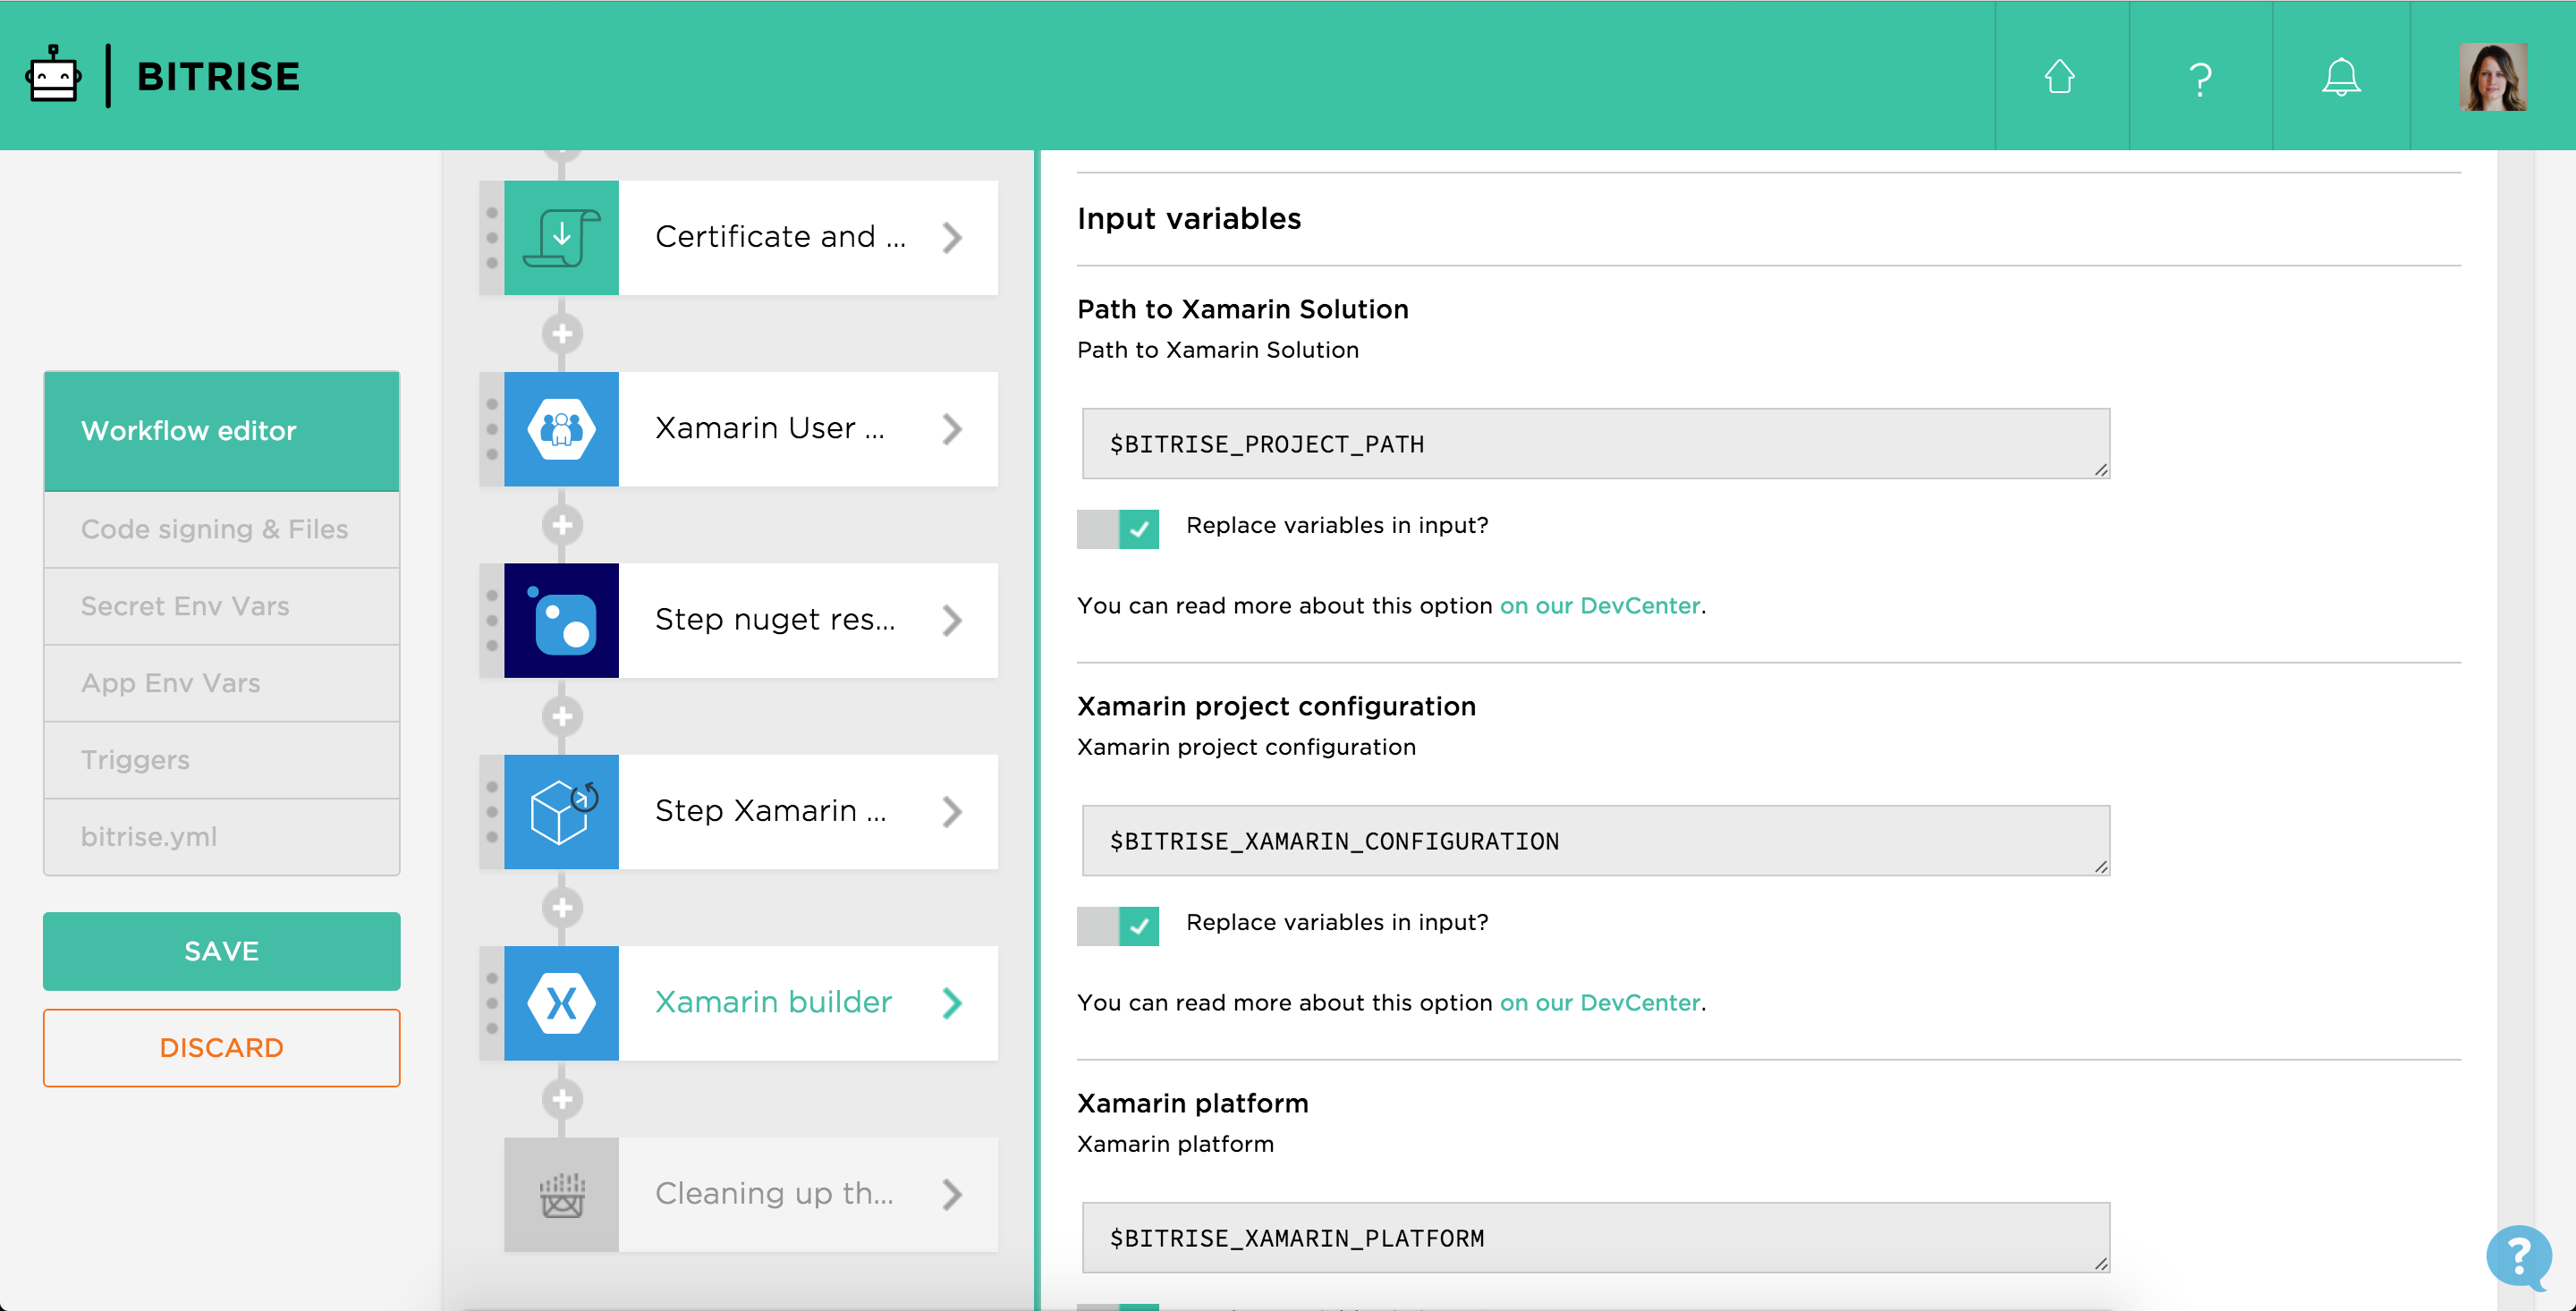 BITRISE
Workflow editor
Code signing & Files
Secret Env Vars
App Env Vars
Triggers
bitrise.yml
SAVE
DISCARD
Certificate and ...
Xamarin User ...
Step nuget res...
Step Xamarin ...
Xamarin builder
Cleaning up th...
Input variables
Path to Xamarin Solution
Path to Xamarin Solution
$BITRISE_PROJECT_PATH
Replace variables in input?
You can read more about this option on our DevCenter.
Xamarin project configuration
Xamarin project configuration
$BITRISE_XAMARIN_CONFIGURATION
Replace variables in input?
You can read more about this option on our DevCenter.
Xamarin platform
Xamarin platform
$BITRISE_XAMARIN_PLATFORM